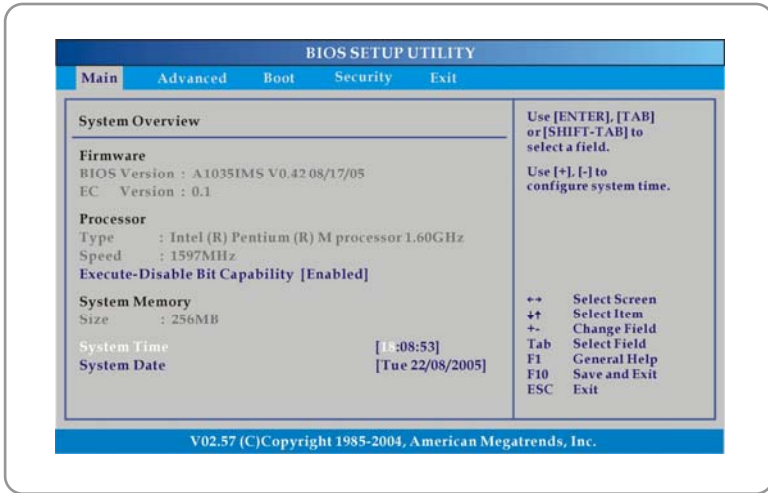 BIOS SETUP UTILITY
Main Advanced Boot Security Exit
System Overview
Firmware
BIOS Version : A1035IMS V0.42 08/17/05
EC Version : 0.1
Processor
Type : Intel (R) Pentium (R) M processor 1.60GHz
Speed : 1597MHz
Execute-Disable Bit Capability [Enabled]
System Memory
Size : 256MB
System Time [18:08:53]
System Date [Tue 22/08/2005]
Use [ENTER], [TAB]
or [SHIFT-TAB] to
select a field.
Use [+], [-] to
configure system time.
←→ Select Screen
↓↑ Select Item
+- Change Field
Tab Select Field
F1 General Help
F10 Save and Exit
ESC Exit
V02.57 (C)Copyright 1985-2004, American Megatrends, Inc.